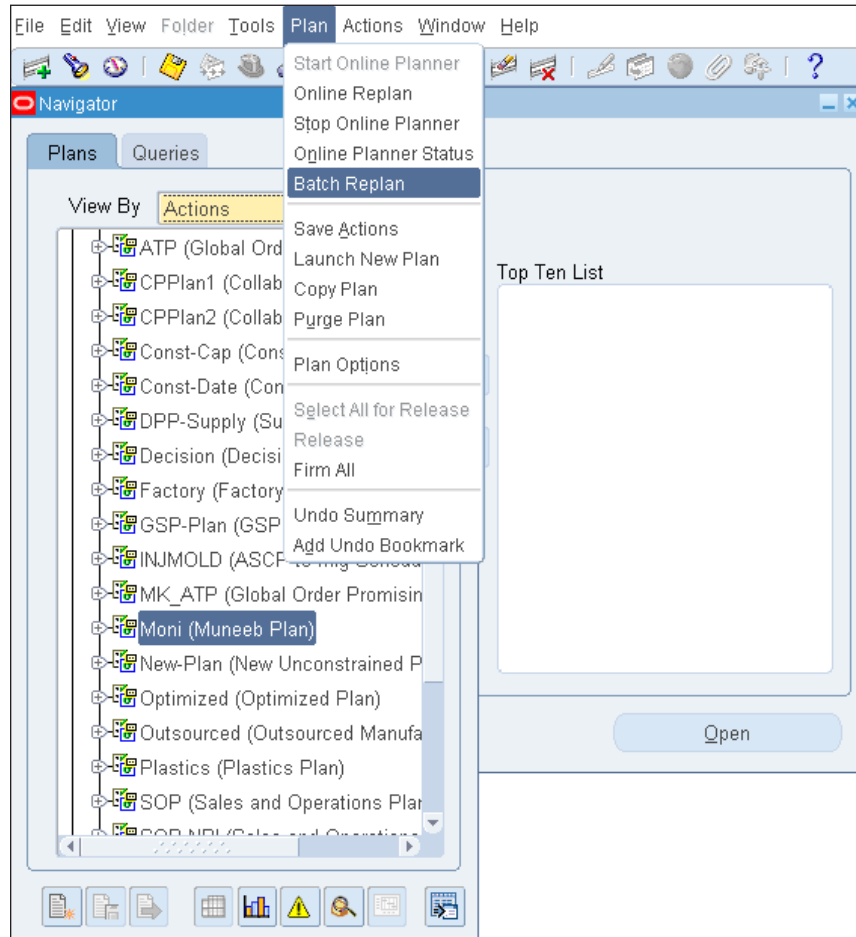 File Edit View Folder Tools Plan Actions Window Help
Navigator
Plans Queries
View By Actions
ATP (Global Ord
CPPlan1 (Collab
CPPlan2 (Collab
Const-Cap (Cons
Const-Date (Con
DPP-Supply (Su
Decision (Decisi
Factory (Factory
GSP-Plan (GSP
INJMOLD (ASCP
MK_ATP (Global Order Promisin
Moni (Muneeb Plan)
New-Plan (New Unconstrained P
Optimized (Optimized Plan)
Outsourced (Outsourced Manufa
Plastics (Plastics Plan)
SOP (Sales and Operations Plan
Start Online Planner
Online Replan
Stop Online Planner
Online Planner Status
Batch Replan
Save Actions
Launch New Plan
Copy Plan
Purge Plan
Plan Options
Select All for Release
Release
Firm All
Undo Summary
Add Undo Bookmark
Top Ten List
Open